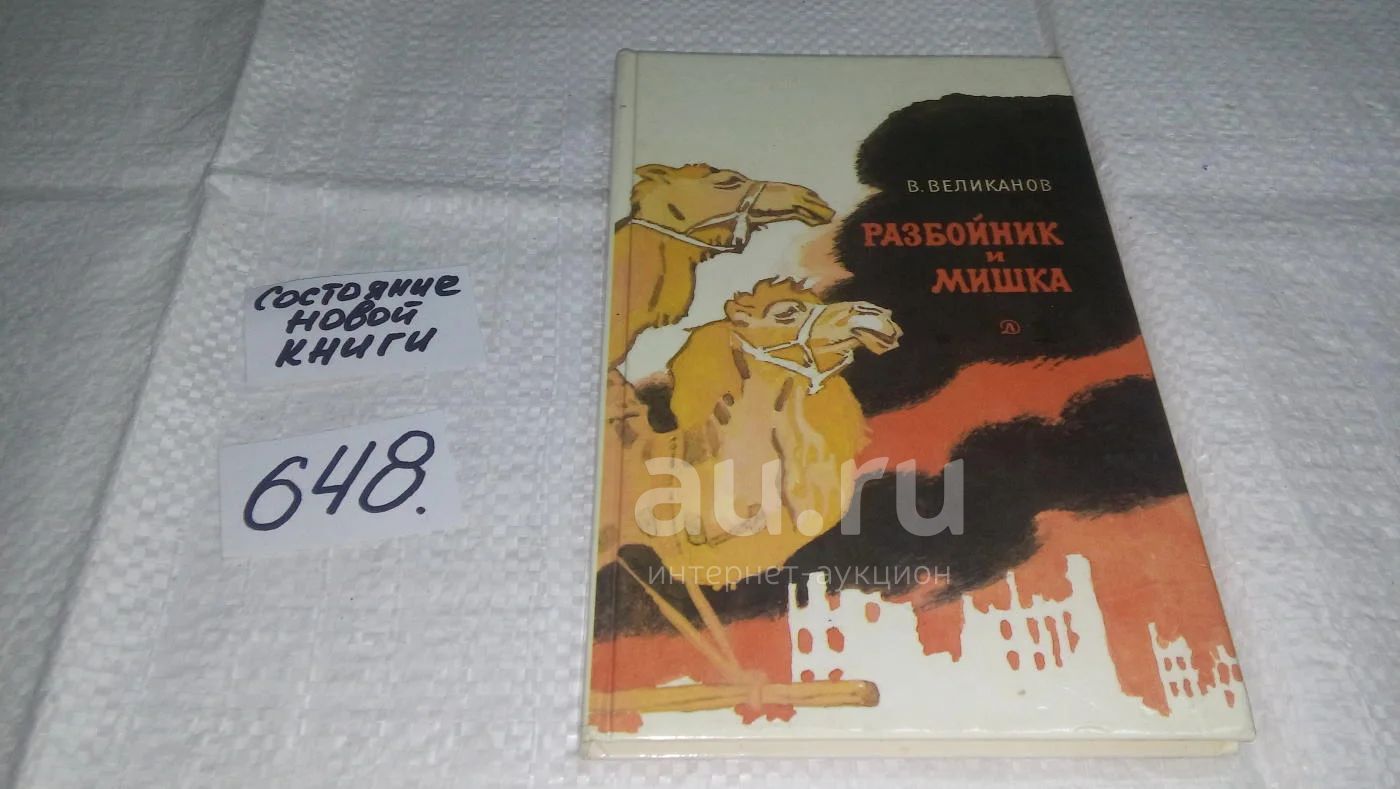 состояние
новой
книги
648.
В. ВЕЛИКАНОВ
РАЗБОЙНИК
и
МИШКА
au.ru
интернет-аукцион